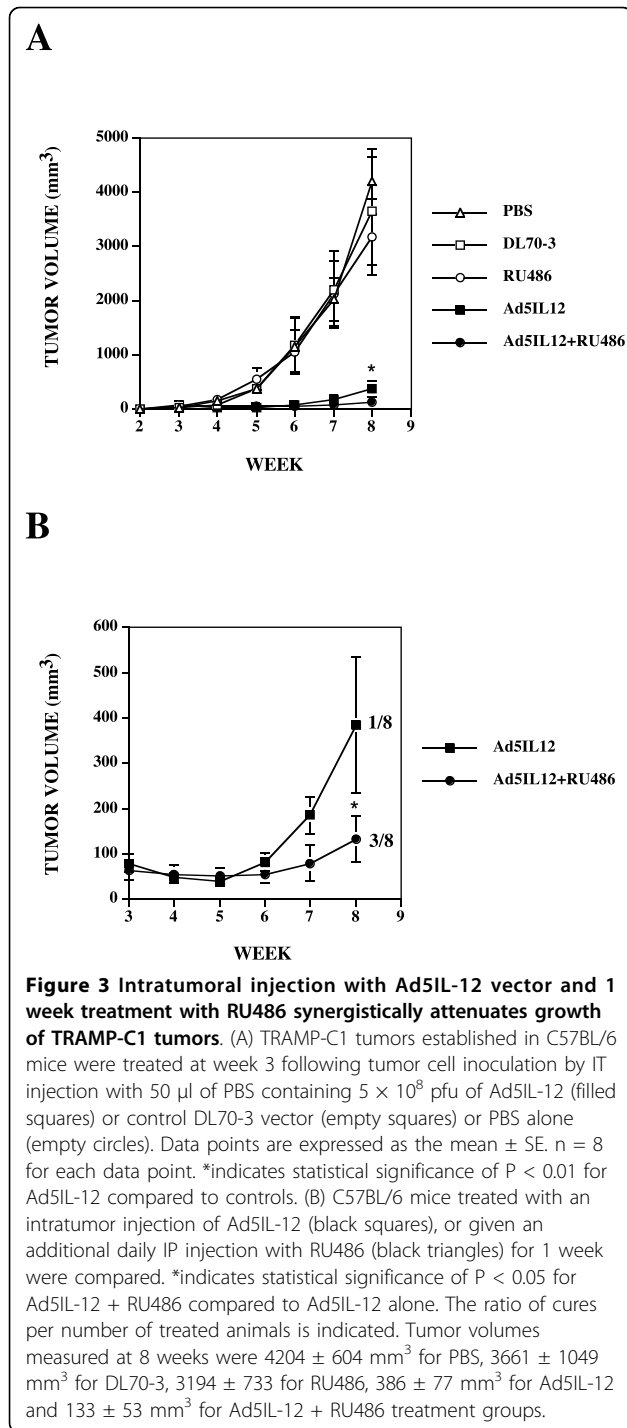 A
TUMOR VOLUME (mm³)
5000
4000
3000
2000
1000
0
2 3 4 5 6 7 8 9
WEEK
*
PBS
DL70-3
RU486
Ad5IL12
Ad5IL12+RU486
B
TUMOR VOLUME (mm³)
600
500
400
300
200
100
0
3 4 5 6 7 8 9
WEEK
1/8
*
3/8
Ad5IL12
Ad5IL12+RU486
Figure 3 Intratumoral injection with Ad5IL-12 vector and 1
week treatment with RU486 synergistically attenuates growth
of TRAMP-C1 tumors. (A) TRAMP-C1 tumors established in C57BL/6
mice were treated at week 3 following tumor cell inoculation by IT
injection with 50 μl of PBS containing 5 × 10⁸ pfu of Ad5IL-12 (filled
squares) or control DL70-3 vector (empty squares) or PBS alone
(empty circles). Data points are expressed as the mean ± SE. n = 8
for each data point. *indicates statistical significance of P < 0.01 for
Ad5IL-12 compared to controls. (B) C57BL/6 mice treated with an
intratumor injection of Ad5IL-12 (black squares), or given an
additional daily IP injection with RU486 (black triangles) for 1 week
were compared. *indicates statistical significance of P < 0.05 for
Ad5IL-12 + RU486 compared to Ad5IL-12 alone. The ratio of cures
per number of treated animals is indicated. Tumor volumes
measured at 8 weeks were 4204 ± 604 mm³ for PBS, 3661 ± 1049
mm³ for DL70-3, 3194 ± 733 for RU486, 386 ± 77 mm³ for Ad5IL-12
and 133 ± 53 mm³ for Ad5IL-12 + RU486 treatment groups.